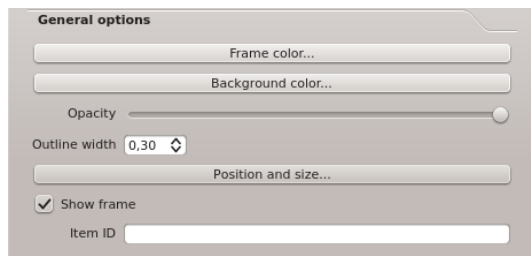 General options
Frame color...
Background color...
Opacity
Outline width 0,30
Position and size...
Show frame
Item ID